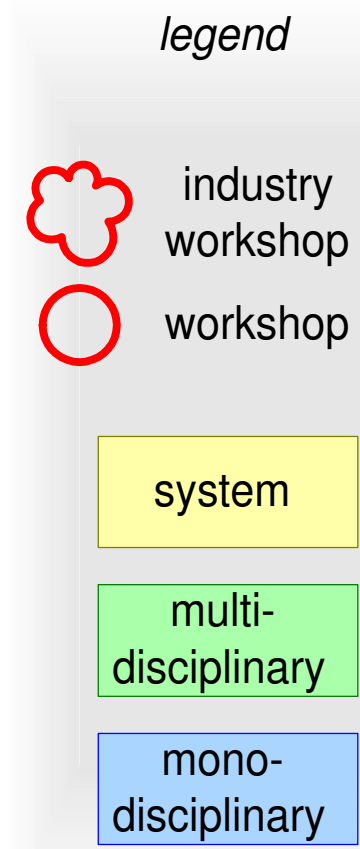 legend
industry
workshop
workshop
system
multi-
disciplinary
mono-
disciplinary